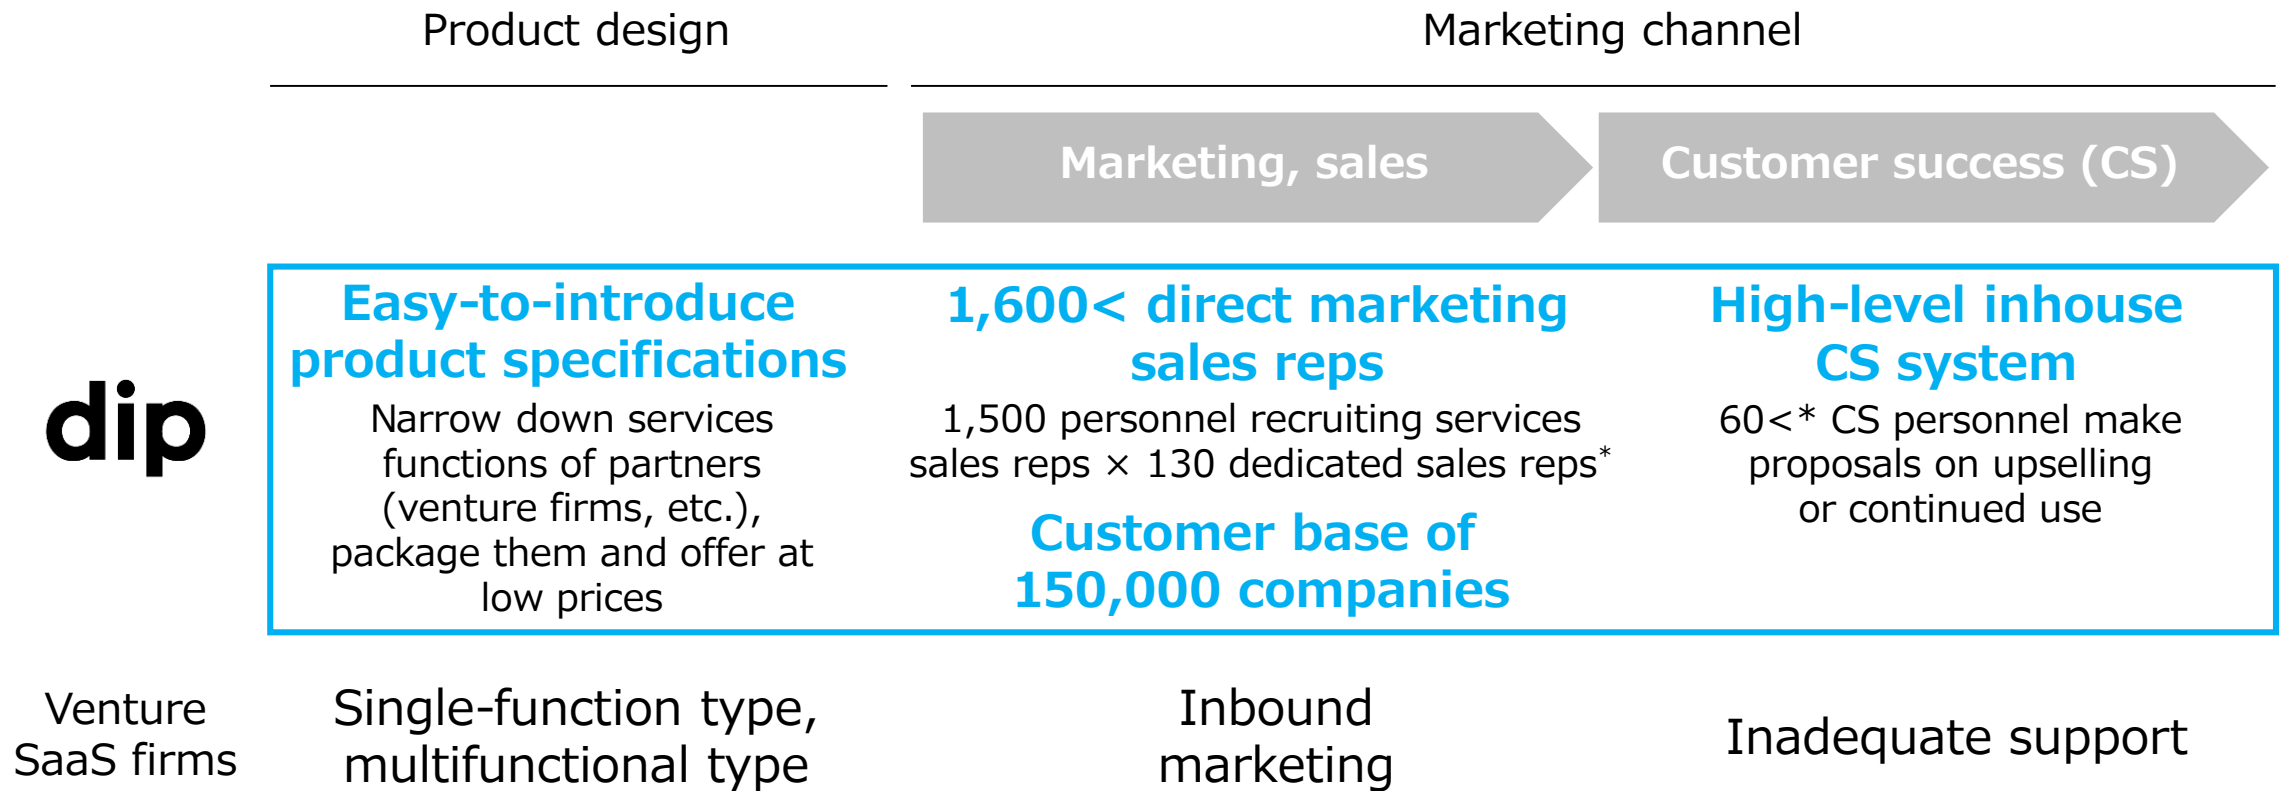 Product design
Marketing channel
Marketing, sales
Customer success (CS)
dip
Easy-to-introduce
product specifications
Narrow down services
functions of partners
(venture firms, etc.),
package them and offer at
low prices
1,600< direct marketing
sales reps
1,500 personnel recruiting services
sales reps × 130 dedicated sales reps*
Customer base of
150,000 companies
High-level inhouse
CS system
60<* CS personnel make
proposals on upselling
or continued use
Venture
SaaS firms
Single-function type,
multifunctional type
Inbound
marketing
Inadequate support